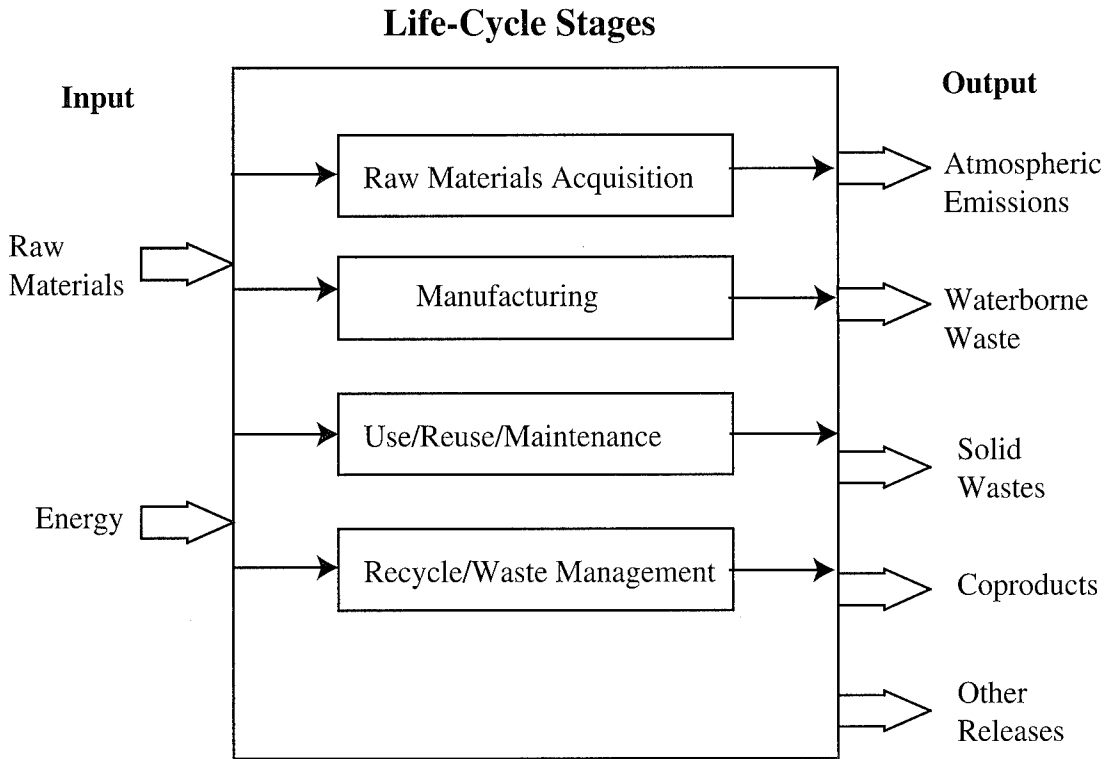 Life-Cycle Stages
Input
Output
Raw Materials Acquisition
Atmospheric
Emissions
Raw
Materials
Manufacturing
Waterborne
Waste
Use/Reuse/Maintenance
Solid
Wastes
Energy
Recycle/Waste Management
Coproducts
Other
Releases